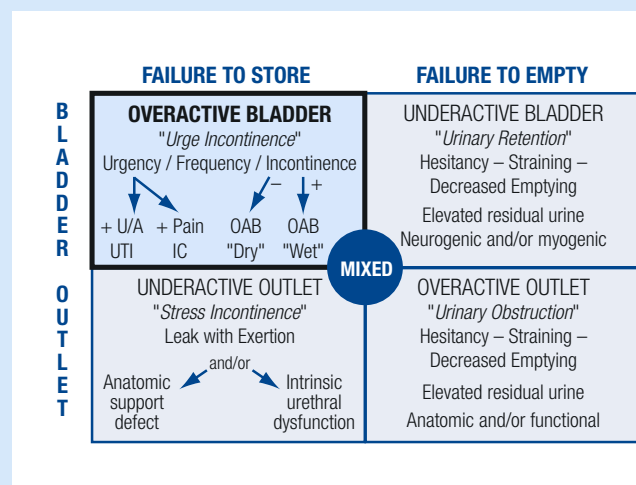 FAILURE TO STORE
FAILURE TO EMPTY
BLADDER
OVERACTIVE BLADDER
"Urge Incontinence"
Urgency / Frequency / Incontinence
– +
+ U/A + Pain OAB OAB
UTI IC "Dry" "Wet"
UNDERACTIVE BLADDER
"Urinary Retention"
Hesitancy – Straining –
Decreased Emptying
Elevated residual urine
Neurogenic and/or myogenic
MIXED
OUTLET
UNDERACTIVE OUTLET
"Stress Incontinence"
Leak with Exertion
and/or
Anatomic
support
defect
Intrinsic
urethral
dysfunction
OVERACTIVE OUTLET
"Urinary Obstruction"
Hesitancy – Straining –
Decreased Emptying
Elevated residual urine
Anatomic and/or functional